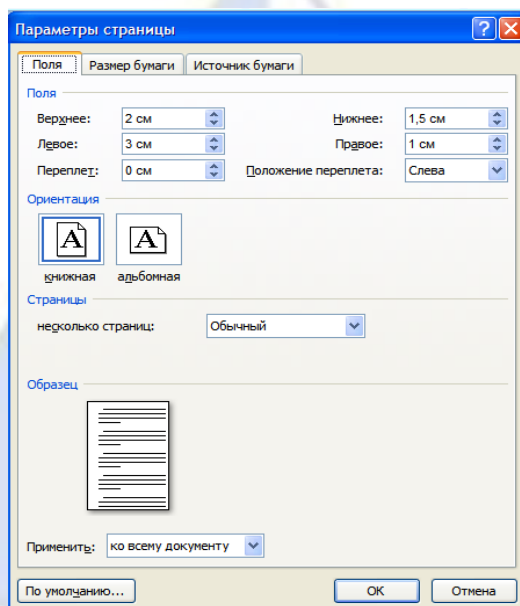 Параметры страницы
Поля Размер бумаги Источник бумаги
Поля
Верхнее: 2 см Нижнее: 1,5 см
Левое: 3 см Правое: 1 см
Переплет: 0 см Положение переплета: Слева
Ориентация
A A
книжная альбомная
Страницы
несколько страниц: Обычный
Образец
Применить: ко всему документу
По умолчанию... ОК Отмена